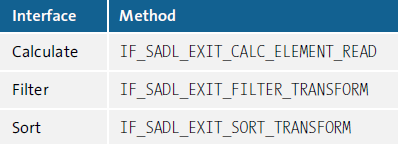 Interface Method
Calculate IF_SADL_EXIT_CALC_ELEMENT_READ
Filter IF_SADL_EXIT_FILTER_TRANSFORM
Sort IF_SADL_EXIT_SORT_TRANSFORM